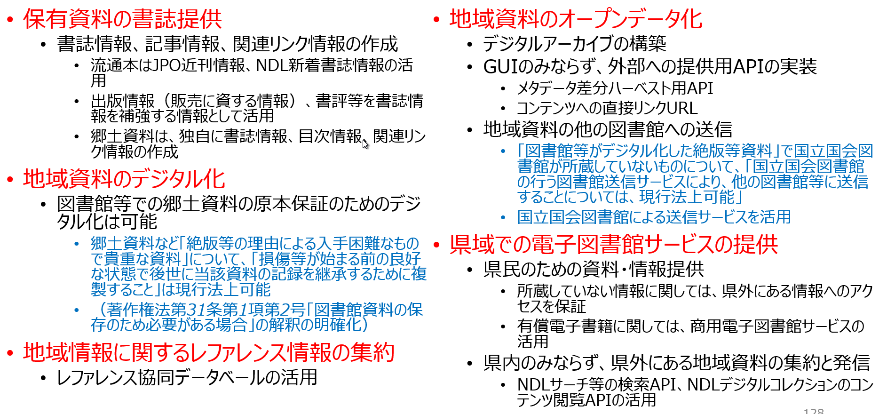 • 保有資料の書誌提供
• 書誌情報、記事情報、関連リンク情報の作成
• 流通本はJPO近刊情報、NDL新着書誌情報の活
用
• 出版情報（販売に資する情報）、書評等を書誌情
報を補強する情報として活用
• 郷土資料は、独自に書誌情報、目次情報、関連リン
ク情報の作成
• 地域資料のデジタル化
• 図書館等での郷土資料の原本保証のためのデジ
タル化は可能
• 郷土資料など「絶版等の理由による入手困難なもの
で貴重な資料」について、「損傷等が始まる前の良好
な状態で後世に当該資料の記録を継承するために複
製すること」は現行法上可能
• （著作権法第31条第1項第2号「図書館資料の保
存のため必要がある場合」の解釈の明確化）
• 地域情報に関するレファレンス情報の集約
• レファレンス協同データベールの活用
• 地域資料のオープンデータ化
• デジタルアーカイブの構築
• GUIのみならず、外部への提供用APIの実装
• メタデータ差分ハーベスト用API
• コンテンツへの直接リンクURL
• 地域資料の他の図書館への送信
• 「図書館等がデジタル化した絶版等資料」で国立国会図
書館が所蔵していないものについて、「国立国会図書館
の行う図書館送信サービスにより、他の図書館等に送信
することについては、現行法上可能」
• 国立国会図書館による送信サービスを活用
• 県域での電子図書館サービスの提供
• 県民のための資料・情報提供
• 所蔵していない情報に関しては、県外にある情報へのアク
セスを保証
• 有償電子書籍に関しては、商用電子図書館サービスの
活用
• 県内のみならず、県外にある地域資料の集約と発信
• NDLサーチ等の検索API、NDLデジタルコレクションのコン
テンツ閲覧APIの活用
128